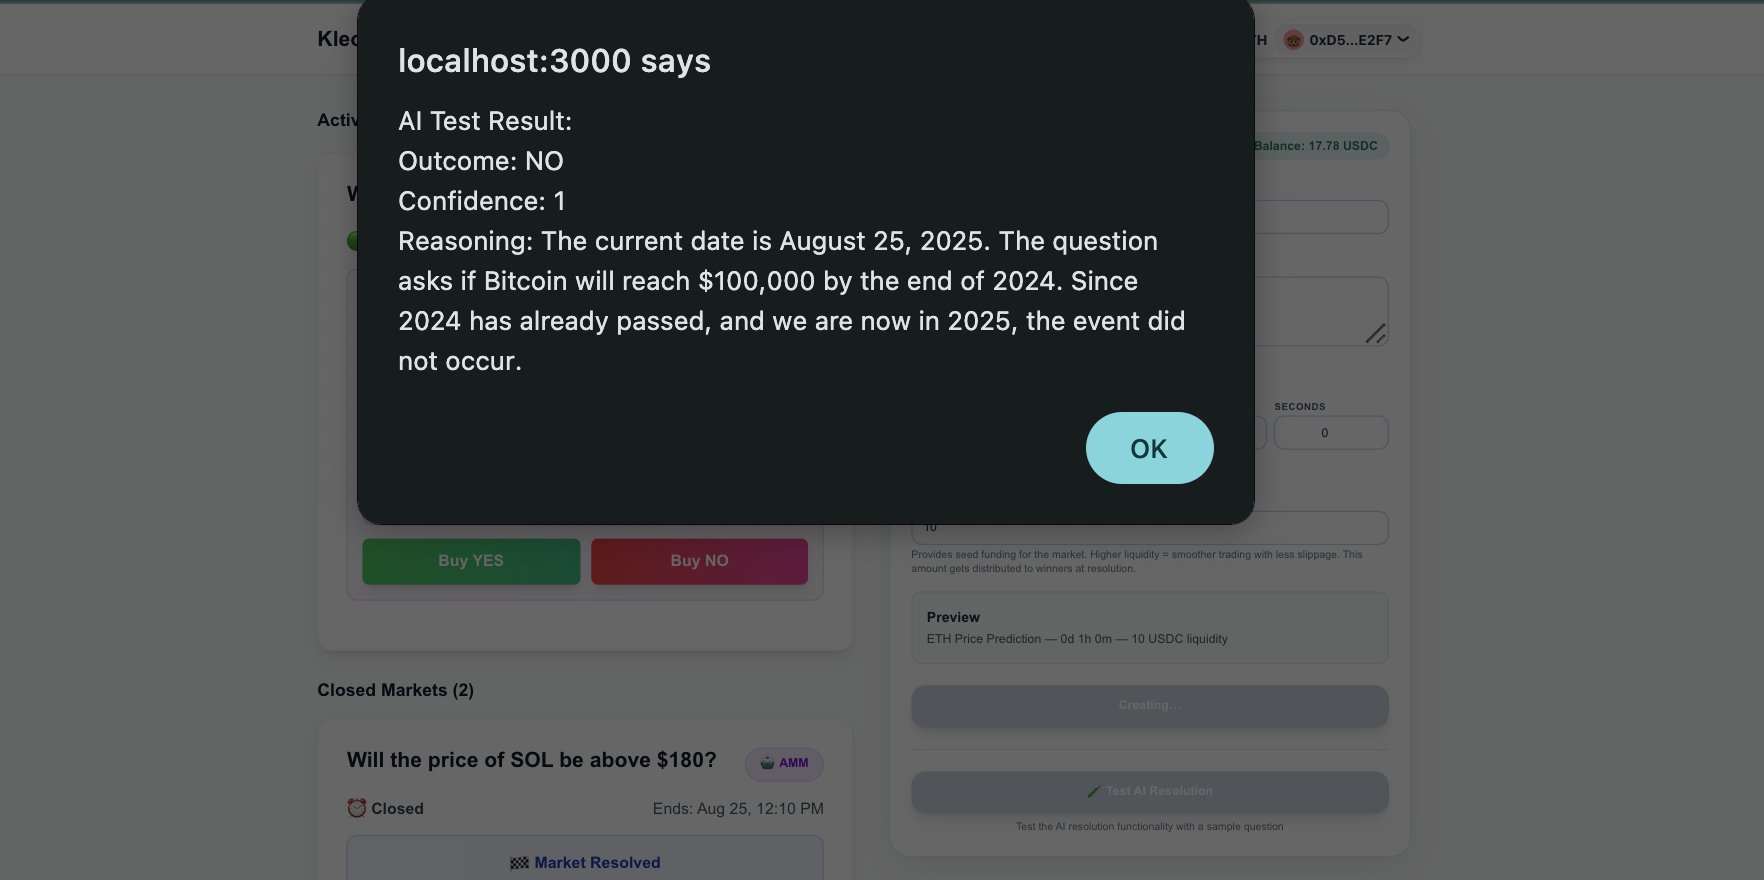 Klec
TH
0xD5...E2F7
localhost:3000 says
AI Test Result:
Outcome: NO
Confidence: 1
Reasoning: The current date is August 25, 2025. The question
asks if Bitcoin will reach $100,000 by the end of 2024. Since
2024 has already passed, and we are now in 2025, the event did
not occur.
OK
Activ
Balance: 17.78 USDC
W
SECONDS
0
10
Provides seed funding for the market. Higher liquidity = smoother trading with less slippage. This
amount gets distributed to winners at resolution.
Buy YES
Buy NO
Preview
ETH Price Prediction — 0d 1h 0m — 10 USDC liquidity
Creating...
Test AI Resolution
Test the AI resolution functionality with a sample question
Closed Markets (2)
Will the price of SOL be above $180?
AMM
Closed
Ends: Aug 25, 12:10 PM
Market Resolved